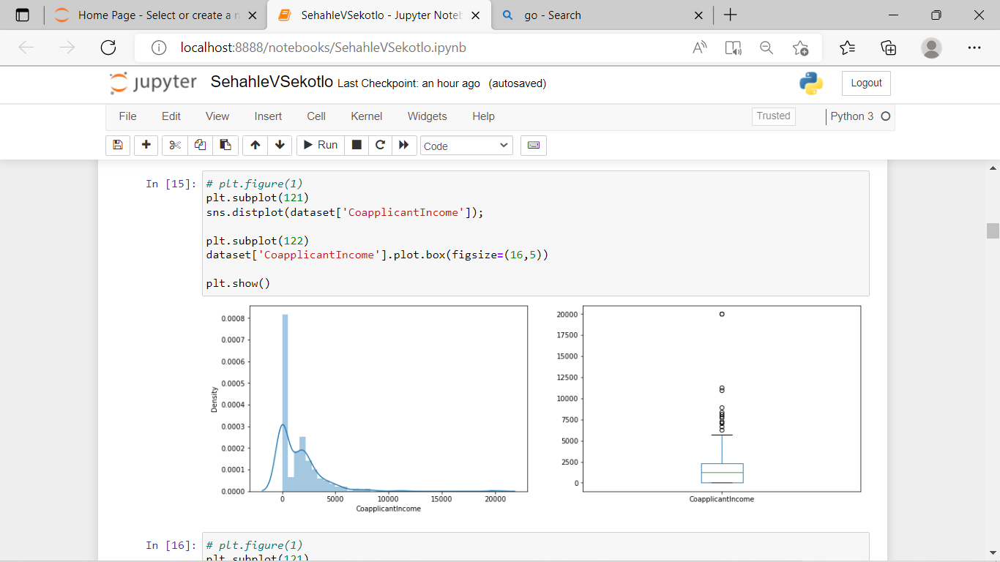 Home Page - Select or create a n
SehahleVSekotlo - Jupyter Noteb
go - Search
localhost:8888/notebooks/SehahleVSekotlo.ipynb
jupyter SehahleVSekotlo Last Checkpoint: an hour ago (autosaved)
Logout
File Edit View Insert Cell Kernel Widgets Help
Trusted
Python 3
Run
Code
In [15]:
# plt.figure(1)
plt.subplot(121)
sns.distplot(dataset['CoapplicantIncome']);
plt.subplot(122)
dataset['CoapplicantIncome'].plot.box(figsize=(16,5))
plt.show()
0.0008
0.0007
0.0006
0.0005
0.0004
0.0003
0.0002
0.0001
0.0000
Density
0 5000 10000 15000 20000
CoapplicantIncome
20000
17500
15000
12500
10000
7500
5000
2500
0
CoapplicantIncome
In [16]:
# plt.figure(1)
plt.subplot(121)